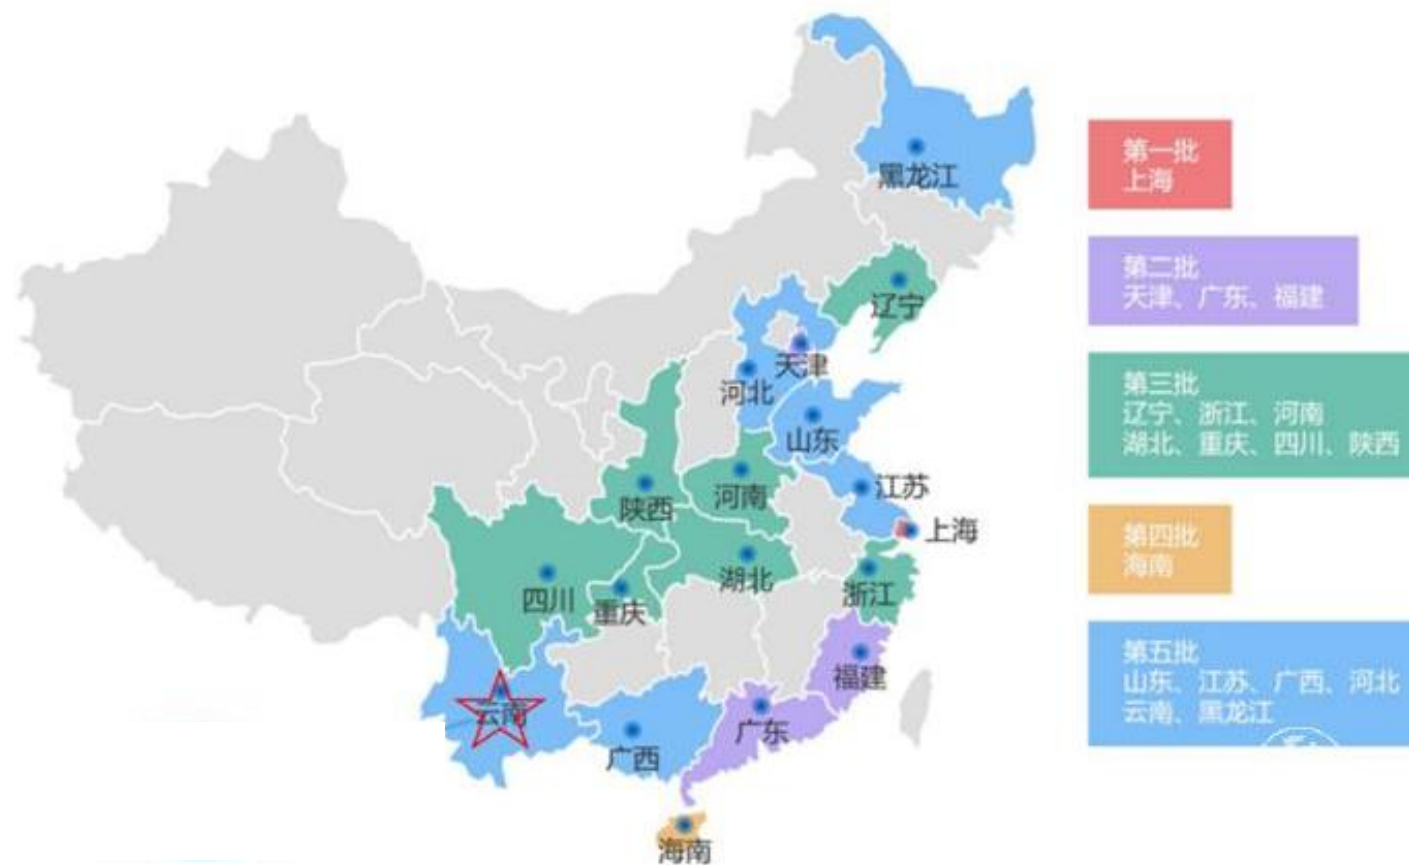 黑龙江
辽宁
天津
河北
山东
江苏
河南
陕西
上海
湖北
四川
重庆
浙江
福建
云南
广东
广西
海南
第一批
上海
第二批
天津、广东、福建
第三批
辽宁、浙江、河南
湖北、重庆、四川、陕西
第四批
海南
第五批
山东、江苏、广西、河北
云南、黑龙江